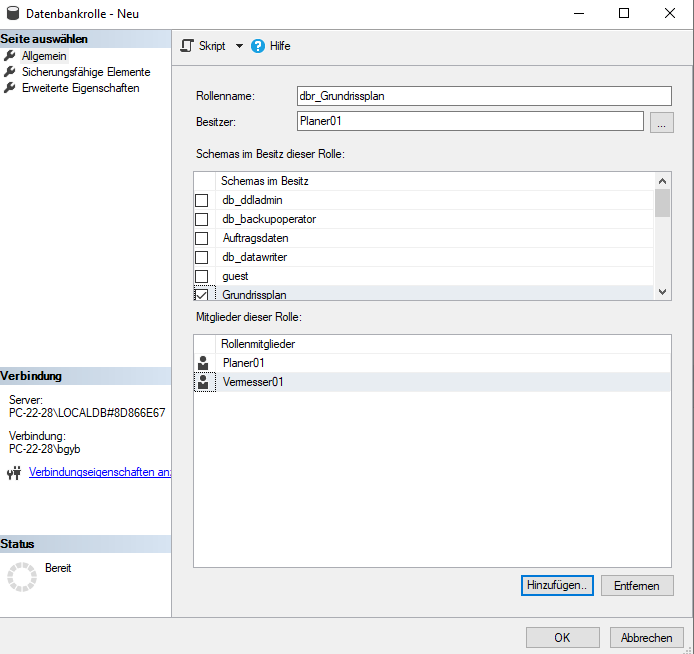 Datenbankrolle - Neu
Seite auswählen
Allgemein
Sicherungsfähige Elemente
Erweiterte Eigenschaften
Skript
Hilfe
Rollenname: dbr_Grundrissplan
Besitzer: Planer01 ...
Schemas im Besitz dieser Rolle:
Schemas im Besitz
db_ddladmin
db_backupoperator
Auftragsdaten
db_datawriter
guest
Grundrissplan
Mitglieder dieser Rolle:
Rollenmitglieder
Planer01
Vermesser01
Hinzufügen.. Entfernen
Verbindung
Server:
PC-22-28\LOCALDB#8D866E67
Verbindung:
PC-22-28\bgyb
Verbindungseigenschaften anz
Status
Bereit
OK Abbrechen